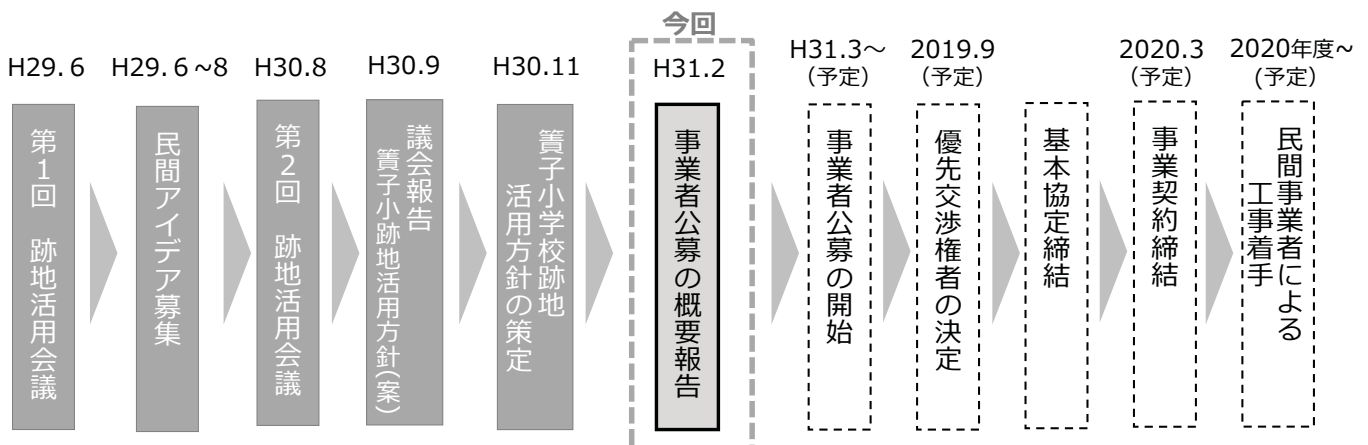 今回
H29.6
第1回 跡地活用会議
H29.6~8
民間アイデア募集
H30.8
第2回 跡地活用会議
H30.9
議会報告
簀子小跡地活用方針(案)
H30.11
簀子小学校跡地
活用方針の策定
H31.2
事業者公募の概要報告
H31.3～
(予定)
事業者公募の開始
2019.9
(予定)
優先交渉権者の決定
基本協定締結
2020.3
(予定)
事業契約締結
2020年度~
(予定)
民間事業者による
工事着手